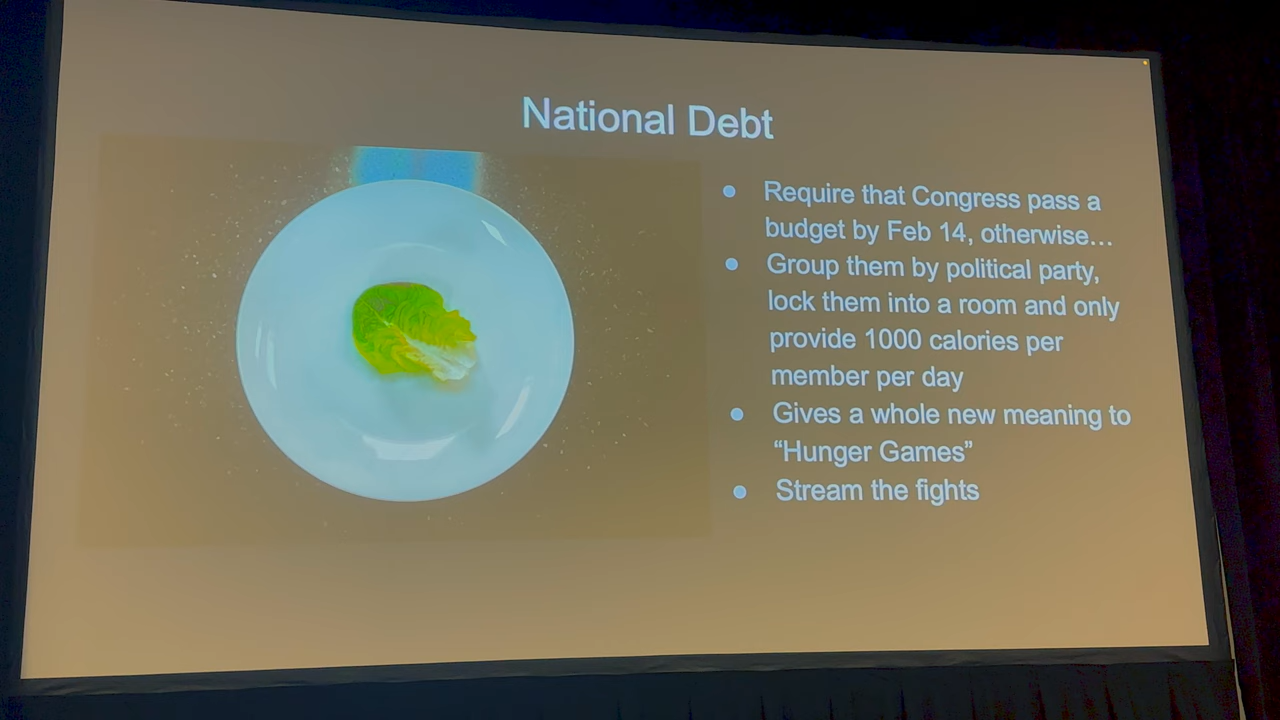 National Debt
● Require that Congress pass a
budget by Feb 14, otherwise…
● Group them by political party,
lock them into a room and only
provide 1000 calories per
member per day
● Gives a whole new meaning to
“Hunger Games”
● Stream the fights